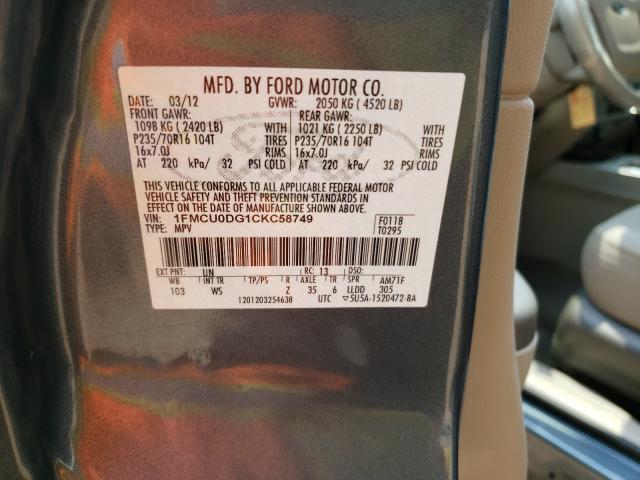 MFD. BY FORD MOTOR CO.
DATE: 03/12 GVWR: 2050 KG ( 4520 LB)
FRONT GAWR: REAR GAWR:
1098 KG ( 2420 LB) WITH 1021 KG ( 2250 LB) WITH
P235/70R16 104T TIRES P235/70R16 104T TIRES
16x7.0J RIMS 16x7.0J RIMS
AT 220 kPa/ 32 PSI COLD AT 220 kPa/ 32 PSI COLD
THIS VEHICLE CONFORMS TO ALL APPLICABLE FEDERAL MOTOR
VEHICLE SAFETY AND THEFT PREVENTION STANDARDS IN
EFFECT ON THE DATE OF MANUFACTURE SHOWN ABOVE.
VIN: 1FMCU0DG1CKC58749 F0118
TYPE: MPV T0295
EXT PNT: UN RC: 13 DSO:
WB INT TR TP/PS R AXLE TR SPR AM71F
103 WS Z 35 6 LLDD 305
1201203254638 UTC ▽5U5A-1520472-BA